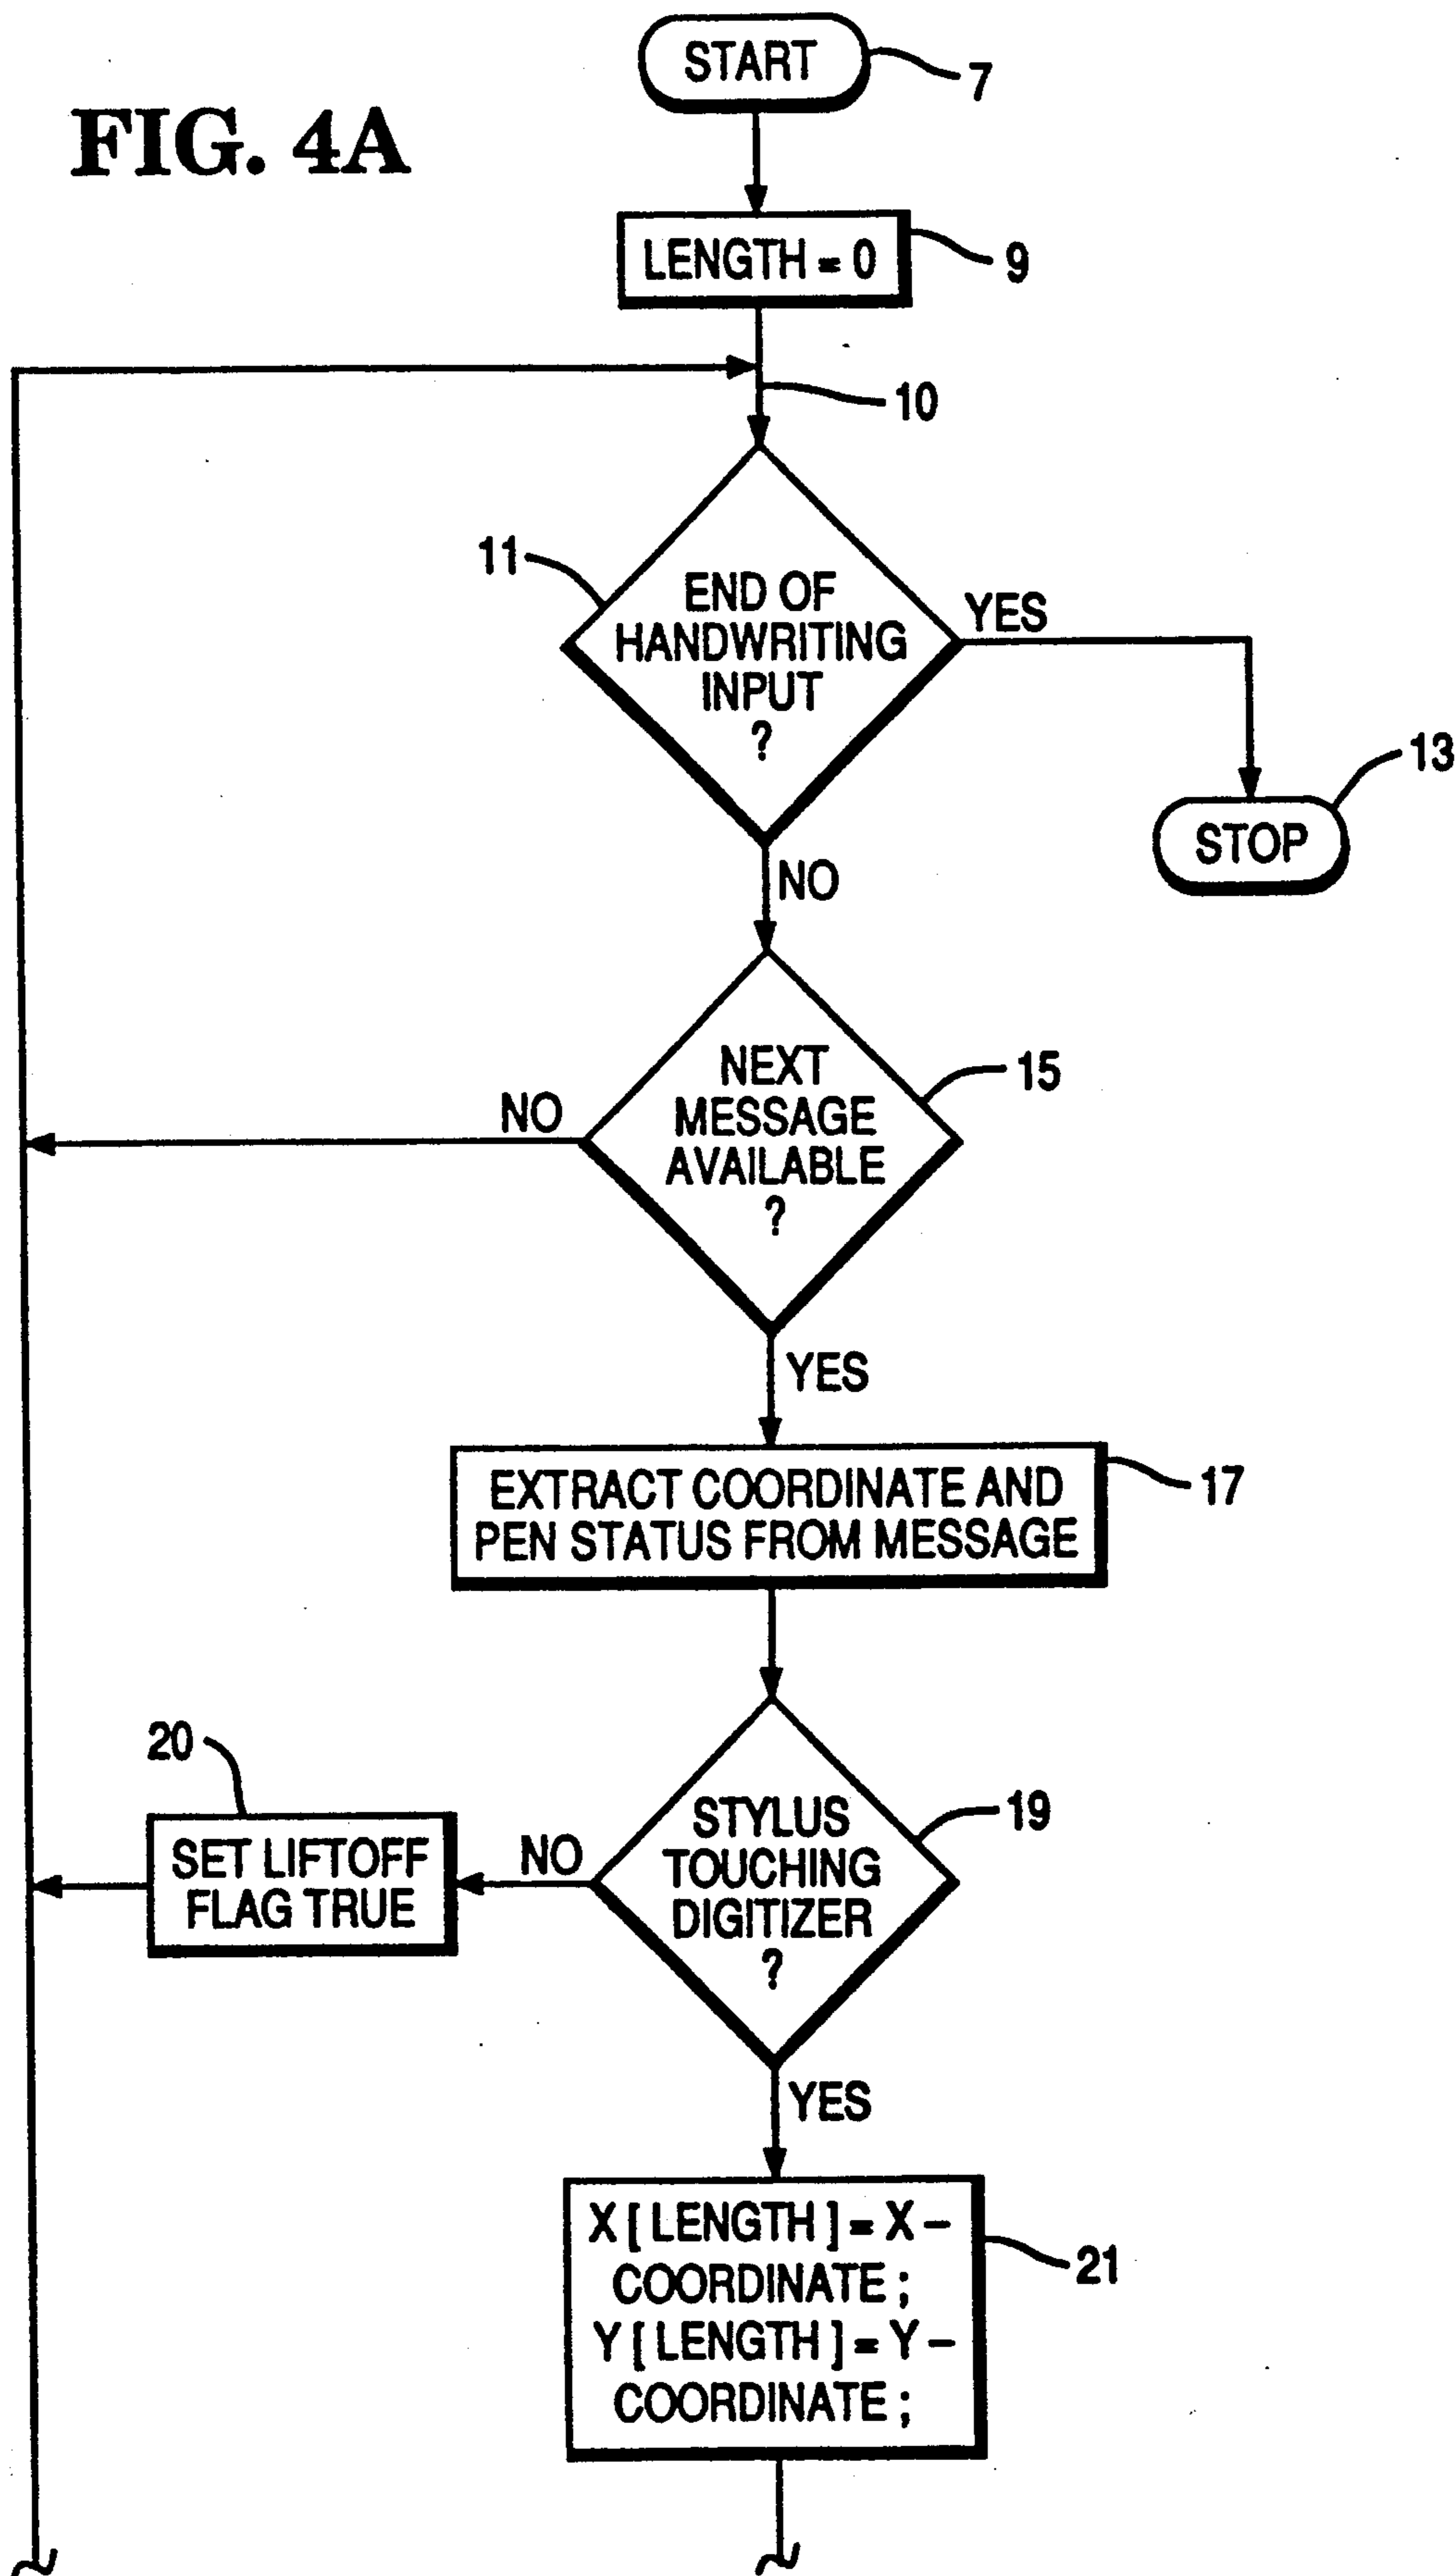 FIG. 4A
START
7
LENGTH = 0
9
10
11
END OF
HANDWRITING
INPUT
?
YES
13
STOP
NO
NEXT
MESSAGE
AVAILABLE
?
15
NO
YES
EXTRACT COORDINATE AND
PEN STATUS FROM MESSAGE
17
20
SET LIFTOFF
FLAG TRUE
NO
STYLUS
TOUCHING
DIGITIZER
?
19
YES
X [ LENGTH ] = X –
COORDINATE ;
Y [ LENGTH ] = Y –
COORDINATE ;
21